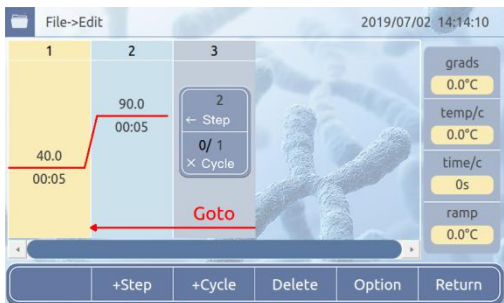 File->Edit 2019/07/02 14:14:10
1 2 3
40.0
00:05
90.0
00:05
2
← Step
0/ 1
× Cycle
Goto
grads
0.0°C
temp/c
0.0°C
time/c
0s
ramp
0.0°C
+Step +Cycle Delete Option Return